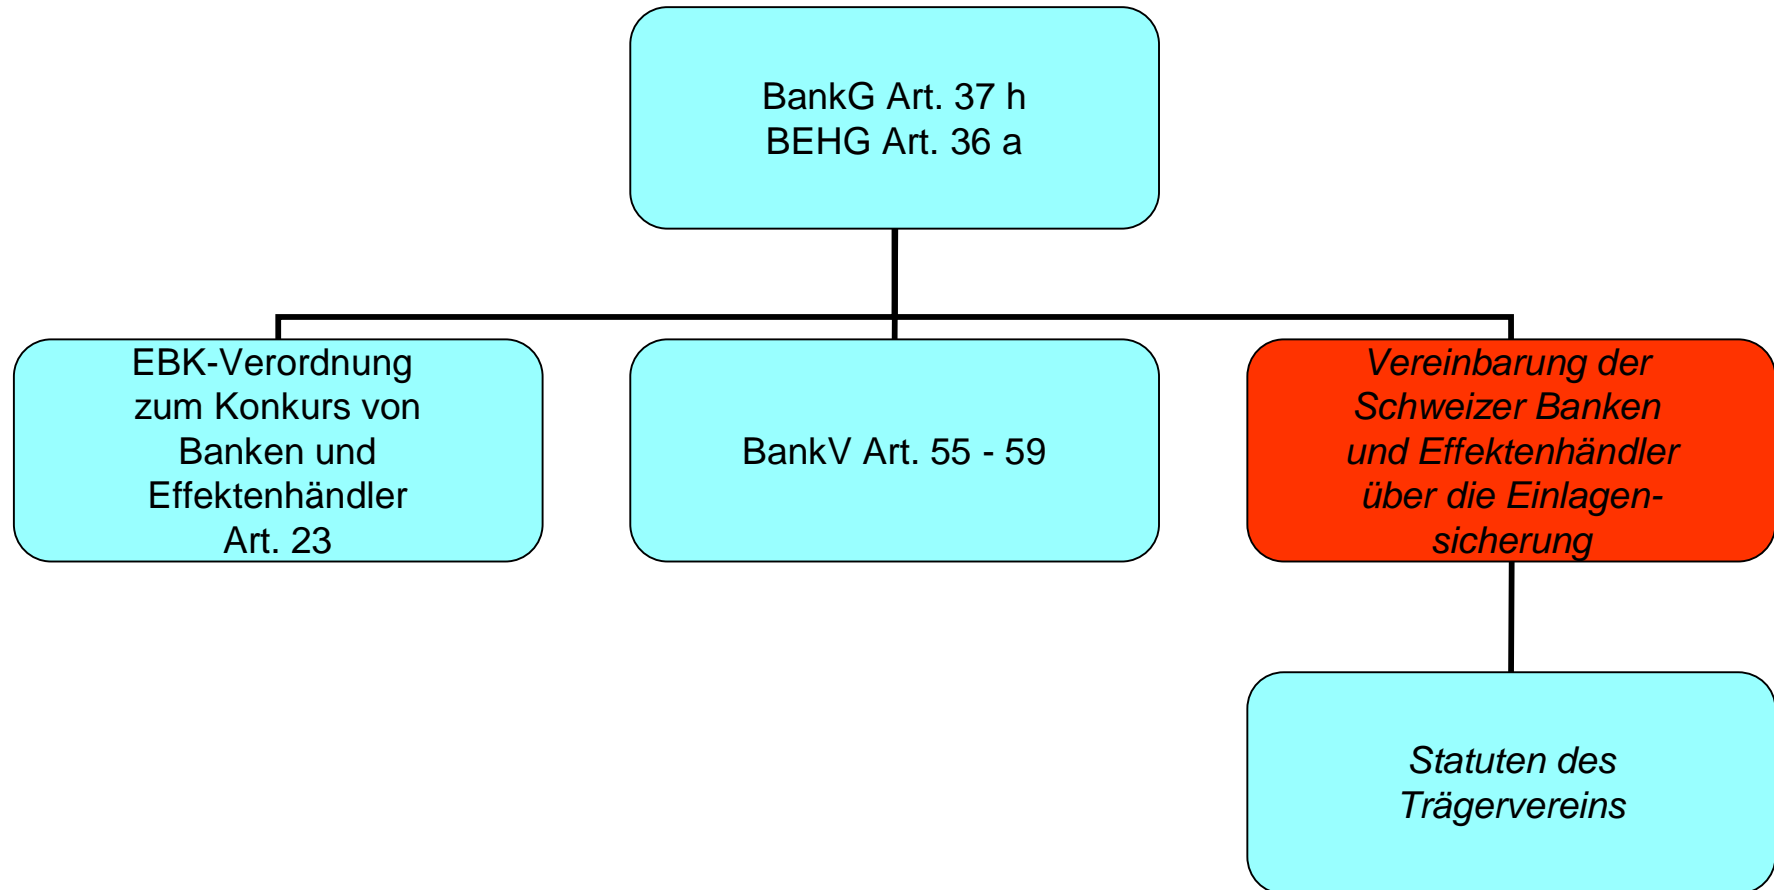 BankG Art. 37 h
BEHG Art. 36 a
EBK-Verordnung
zum Konkurs von
Banken und
Effektenhändler
Art. 23
BankV Art. 55 - 59
Vereinbarung der
Schweizer Banken
und Effektenhändler
über die Einlagen-
sicherung
Statuten des
Trägervereins